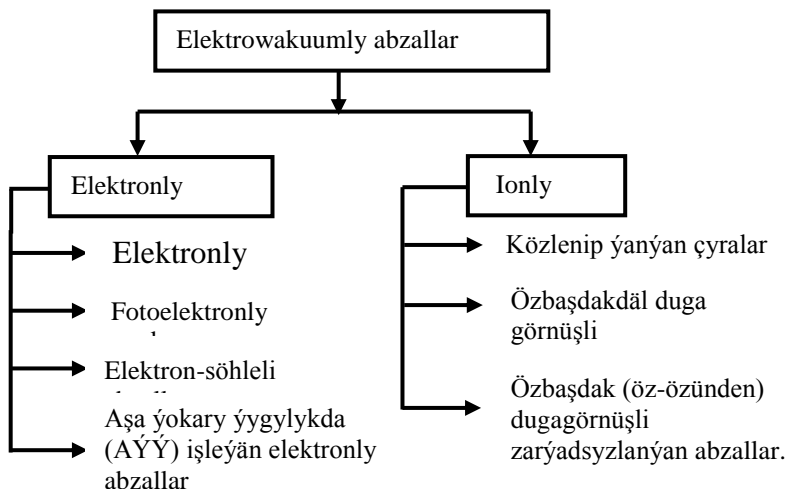 Elektrowakuumly abzallar
Elektronly
Elektronly
Fotoelektronly
Elektron-söhleli
Aşa ýokary ýygylykda
(AÝÝ) işleýän elektronly
abzallar
Ionly
Közlenip ýanýan çyralar
Özbaşdakdäl duga
görnüşli
Özbaşdak (öz-özünden)
dugagörnüşli
zarýadsyzlanýan abzallar.